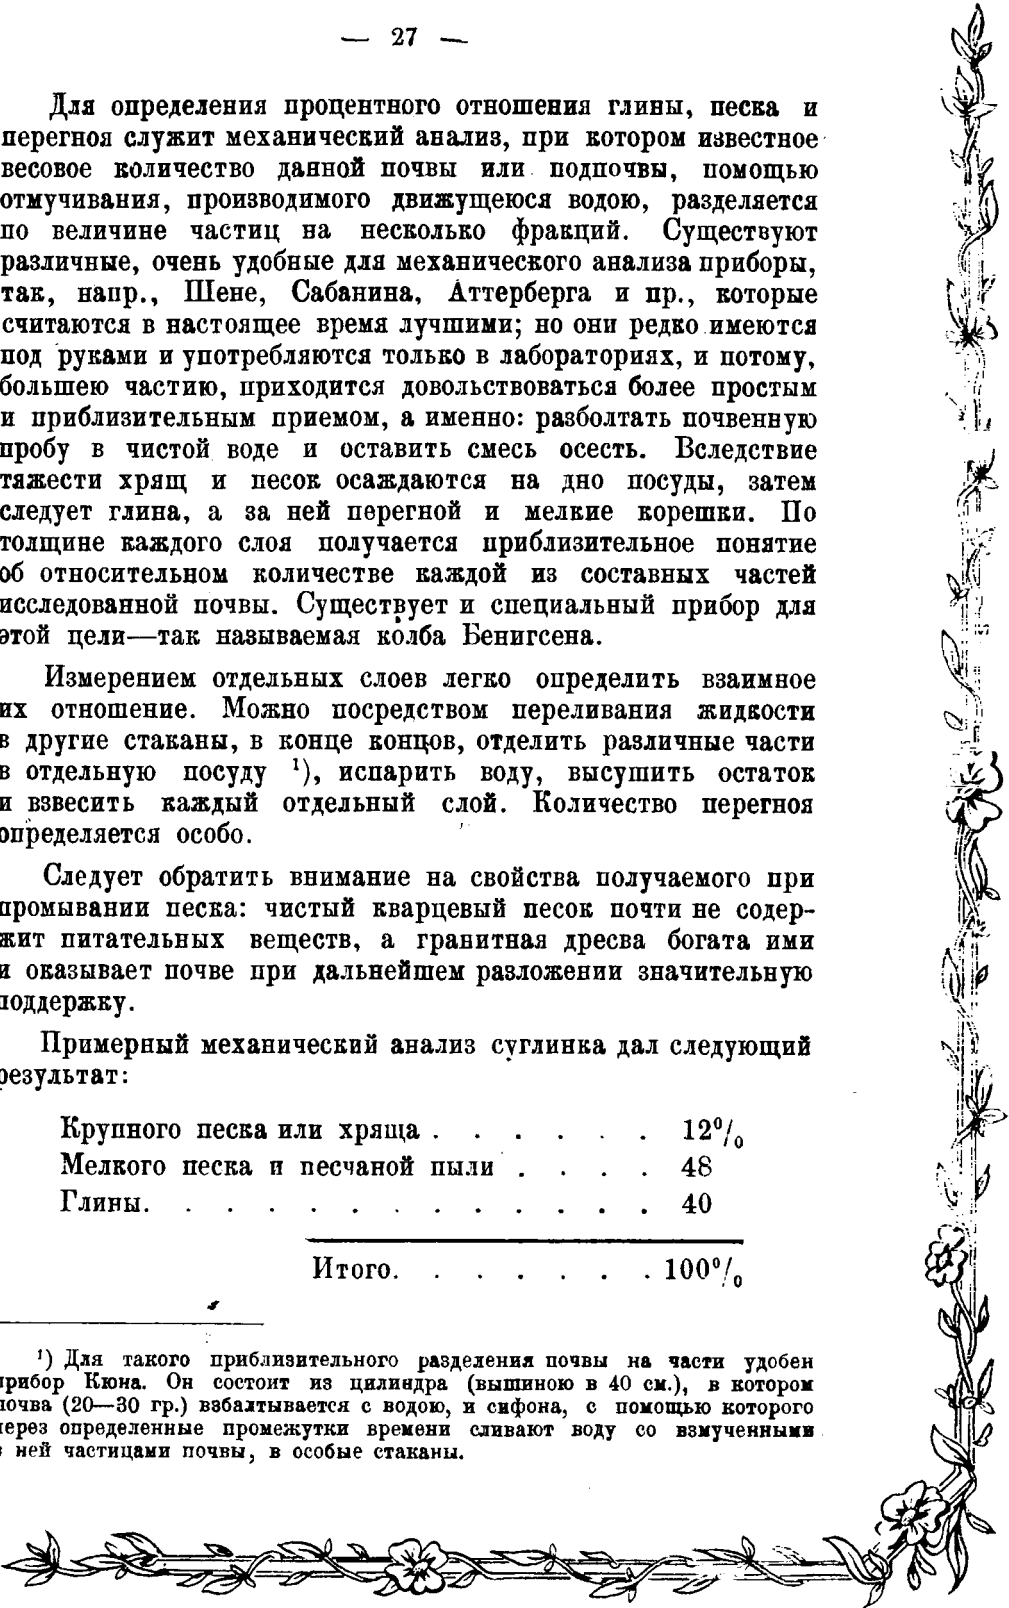 — 27 —
Для определения процентного отношения глины, песка и
перегноя служит механический анализ, при котором известное
весовое количество данной почвы или подпочвы, помощью
отмучивания, производимого движущеюся водою, разделяется
по величине частиц на несколько фракций. Существуют
различные, очень удобные для механического анализа приборы,
так, напр., Шене, Сабанина, Аттерберга и пр., которые
считаются в настоящее время лучшими; но они редко имеются
под руками и употребляются только в лабораториях, и потому,
большею частию, приходится довольствоваться более простым
и приблизительным приемом, а именно: разболтать почвенную
пробу в чистой воде и оставить смесь осесть. Вследствие
тяжести хрящ и песок осаждаются на дно посуды, затем
следует глина, а за ней перегной и мелкие корешки. По
толщине каждого слоя получается приблизительное понятие
об относительном количестве каждой из составных частей
исследованной почвы. Существует и специальный прибор для
этой цели—так называемая колба Бенигсена.
Измерением отдельных слоев легко определить взаимное
их отношение. Можно посредством переливания жидкости
в другие стаканы, в конце концов, отделить различные части
в отдельную посуду ¹), испарить воду, высушить остаток
и взвесить каждый отдельный слой. Количество перегноя
определяется особо.
Следует обратить внимание на свойства получаемого при
промывании песка: чистый кварцевый песок почти не содер-
жит питательных веществ, а гранитная дресва богата ими
и оказывает почве при дальнейшем разложении значительную
поддержку.
Примерный механический анализ суглинка дал следующий
результат:
Крупного песка или хряща . . . . . . 12%
Мелкого песка и песчаной пыли . . . . 48
Глины. . . . . . . . . . . . . 40
Итого. . . . . . . 100%
¹) Для такого приблизительного разделения почвы на части удобен
прибор Кюна. Он состоит из цилиндра (вышиною в 40 см.), в котором
почва (20—30 гр.) взбалтывается с водою, и сифона, с помощью которого
через определенные промежутки времени сливают воду со взмученными
в ней частицами почвы, в особые стаканы.